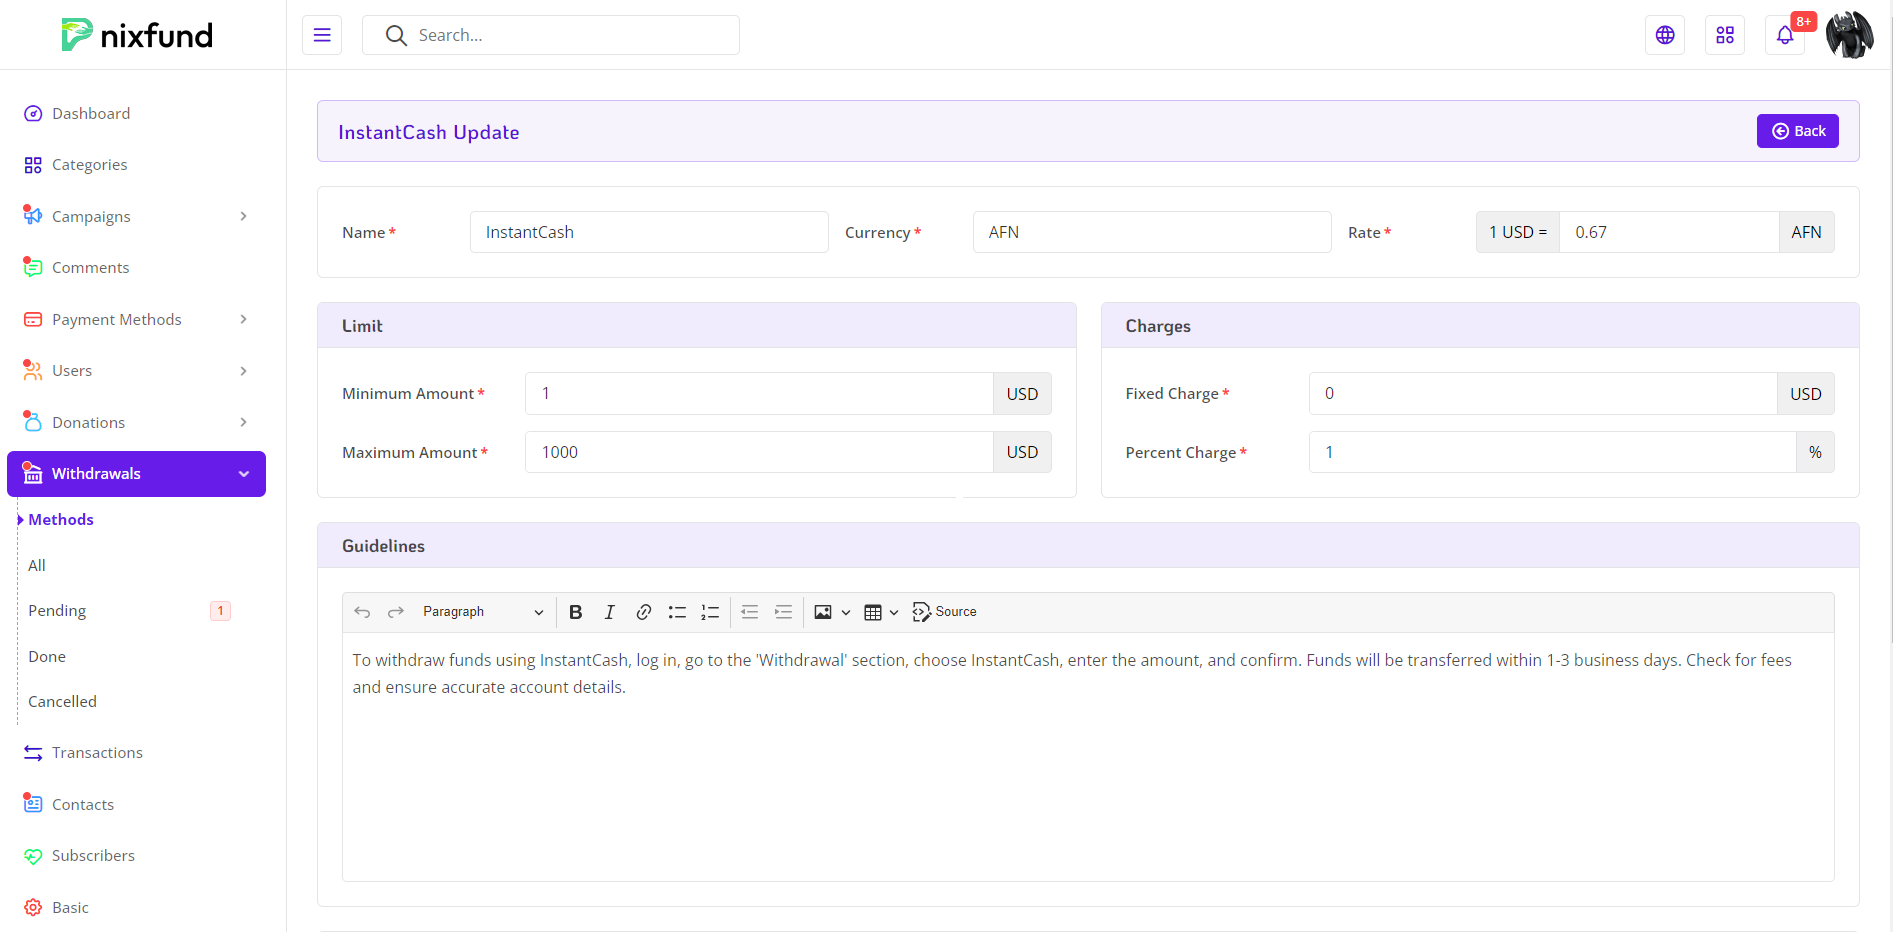 nixfund
Search...
8+
Dashboard
Categories
Campaigns
Comments
Payment Methods
Users
Donations
Withdrawals
Methods
All
Pending 1
Done
Cancelled
Transactions
Contacts
Subscribers
Basic
InstantCash Update
Back
Name * InstantCash Currency * AFN Rate * 1 USD = 0.67 AFN
Limit
Minimum Amount * 1 USD
Maximum Amount * 1000 USD
Charges
Fixed Charge * 0 USD
Percent Charge * 1 %
Guidelines
Paragraph B I Source
To withdraw funds using InstantCash, log in, go to the 'Withdrawal' section, choose InstantCash, enter the amount, and confirm. Funds will be transferred within 1-3 business days. Check for fees
and ensure accurate account details.